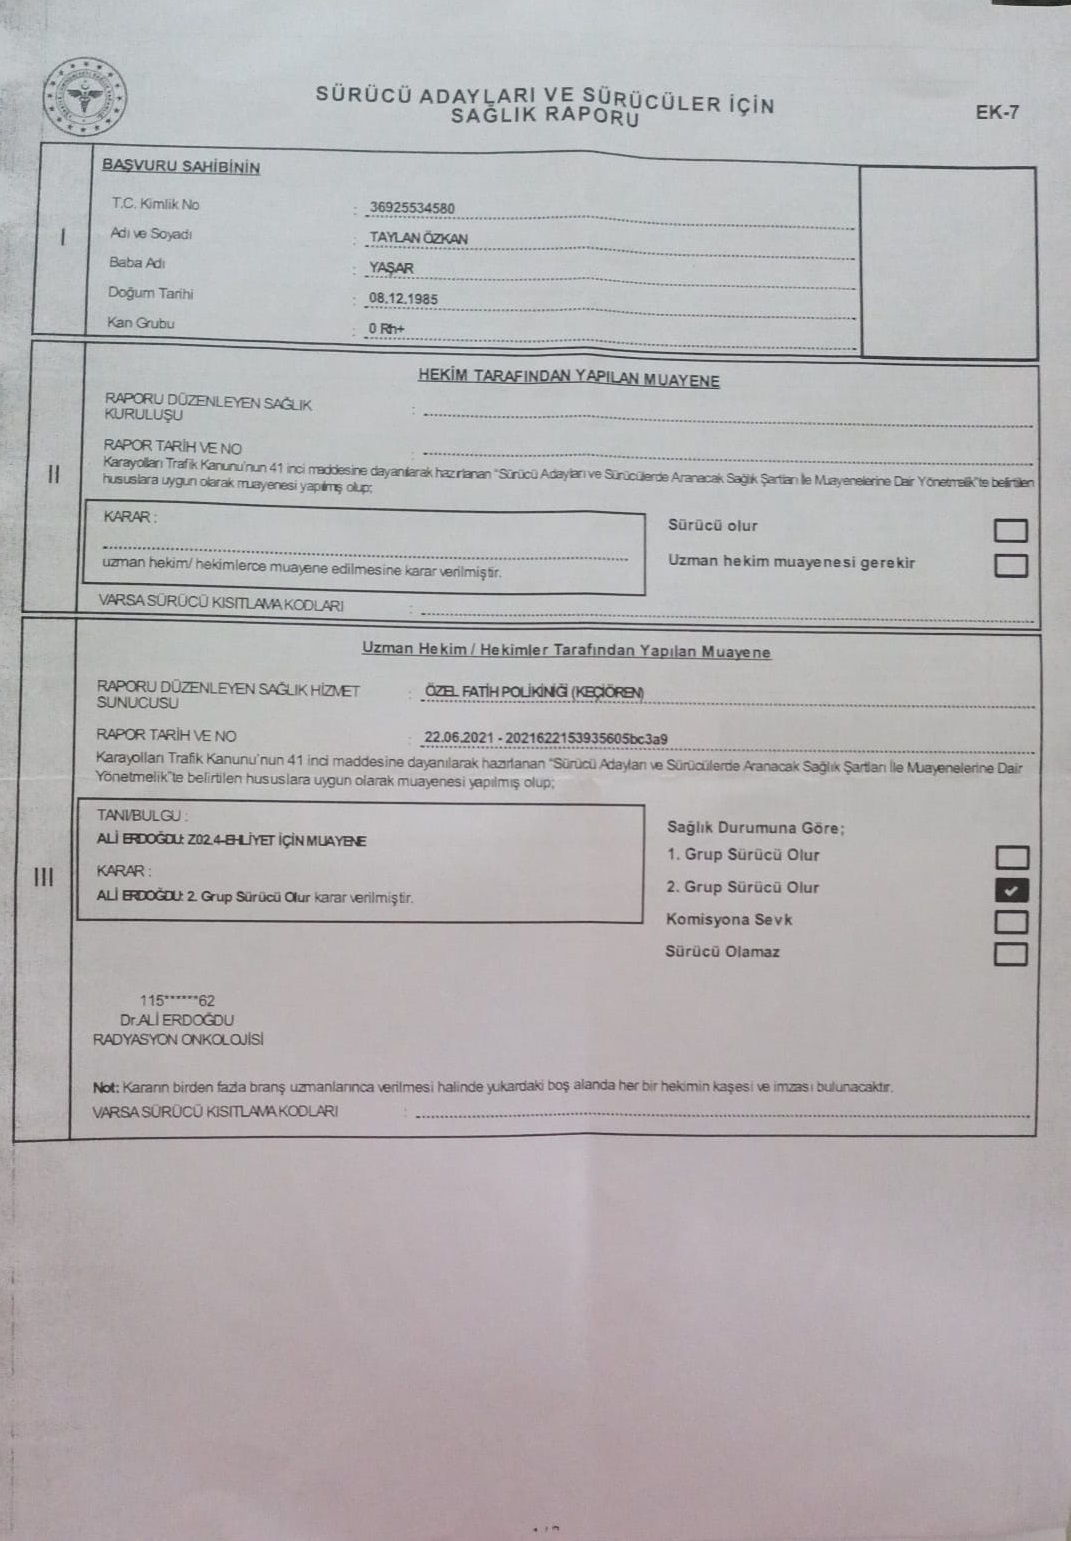 SÜRÜCÜ ADAYLARI VE SÜRÜCÜLER İÇİN
SAĞLIK RAPORU
EK-7
I
BAŞVURU SAHİBİNİN
T.C. Kimlik No : 36925534580
Adı ve Soyadı : TAYLAN ÖZKAN
Baba Adı : YAŞAR
Doğum Tarihi : 08.12.1985
Kan Grubu : 0 Rh+
II
HEKİM TARAFINDAN YAPILAN MUAYENE
RAPORU DÜZENLEYEN SAĞLIK
KURULUŞU :
RAPOR TARİH VE NO :
Karayolları Trafik Kanunu'nun 41 inci maddesine dayanılarak hazırlanan "Sürücü Adayları ve Sürücülerde Aranacak Sağlık Şartları İle Muayenelerine Dair Yönetmelik"te belirtilen
hususlara uygun olarak muayenesi yapılmış olup;
KARAR :
uzman hekim/ hekimlerce muayene edilmesine karar verilmiştir.
Sürücü olur
Uzman hekim muayenesi gerekir
VARSA SÜRÜCÜ KISITLAMA KODLARI :
III
Uzman Hekim / Hekimler Tarafından Yapılan Muayene
RAPORU DÜZENLEYEN SAĞLIK HİZMET : ÖZEL FATİH POLİKİNİĞİ (KEÇİÖREN)
SUNUCUSU
RAPOR TARİH VE NO : 22.06.2021 - 2021622153935605bc3a9
Karayolları Trafik Kanunu'nun 41 inci maddesine dayanılarak hazırlanan "Sürücü Adayları ve Sürücülerde Aranacak Sağlık Şartları İle Muayenelerine Dair
Yönetmelik"te belirtilen hususlara uygun olarak muayenesi yapılmış olup;
TANI/BULGU :
ALİ ERDOĞDU: Z02.4-EHLİYET İÇİN MUAYENE
KARAR :
ALİ ERDOĞDU: 2. Grup Sürücü Olur karar verilmiştir.
Sağlık Durumuna Göre;
1. Grup Sürücü Olur
2. Grup Sürücü Olur
Komisyona Sevk
Sürücü Olamaz
115******62
Dr.ALİ ERDOĞDU
RADYASYON ONKOLOJİSİ
Not: Kararın birden fazla branş uzmanlarınca verilmesi halinde yukardaki boş alanda her bir hekimin kaşesi ve imzası bulunacaktır.
VARSA SÜRÜCÜ KISITLAMA KODLARI :